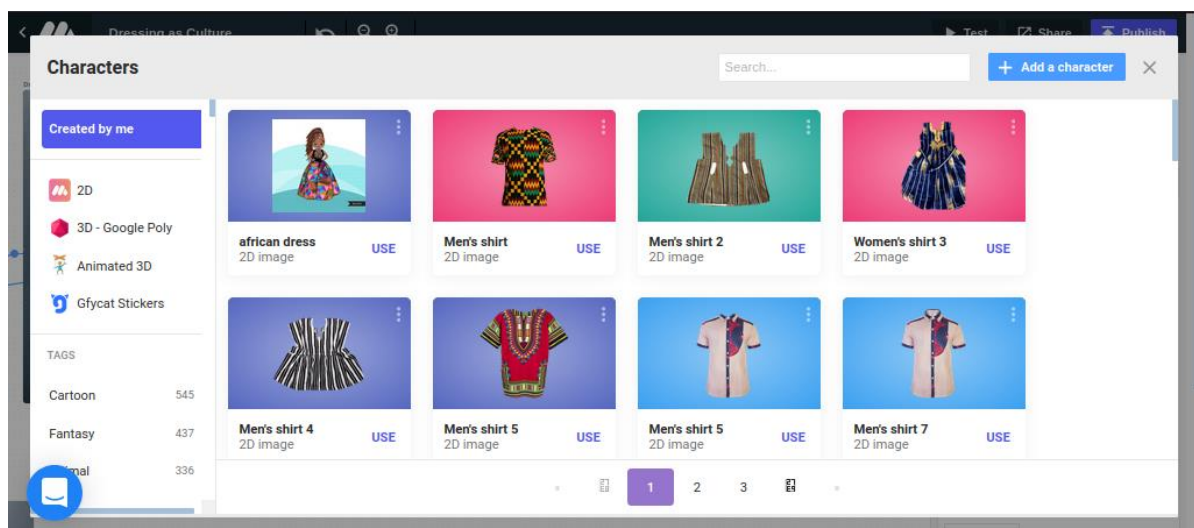 Dressing as Culture
Test
Share
Publish
Characters
Search...
+ Add a character
Created by me
2D
3D - Google Poly
Animated 3D
Gfycat Stickers
TAGS
Cartoon 545
Fantasy 437
336
african dress
2D image
USE
Men's shirt
2D image
USE
Men's shirt 2
2D image
USE
Women's shirt 3
2D image
USE
Men's shirt 4
2D image
USE
Men's shirt 5
2D image
USE
Men's shirt 5
2D image
USE
Men's shirt 7
2D image
USE
« 1 2 3 »